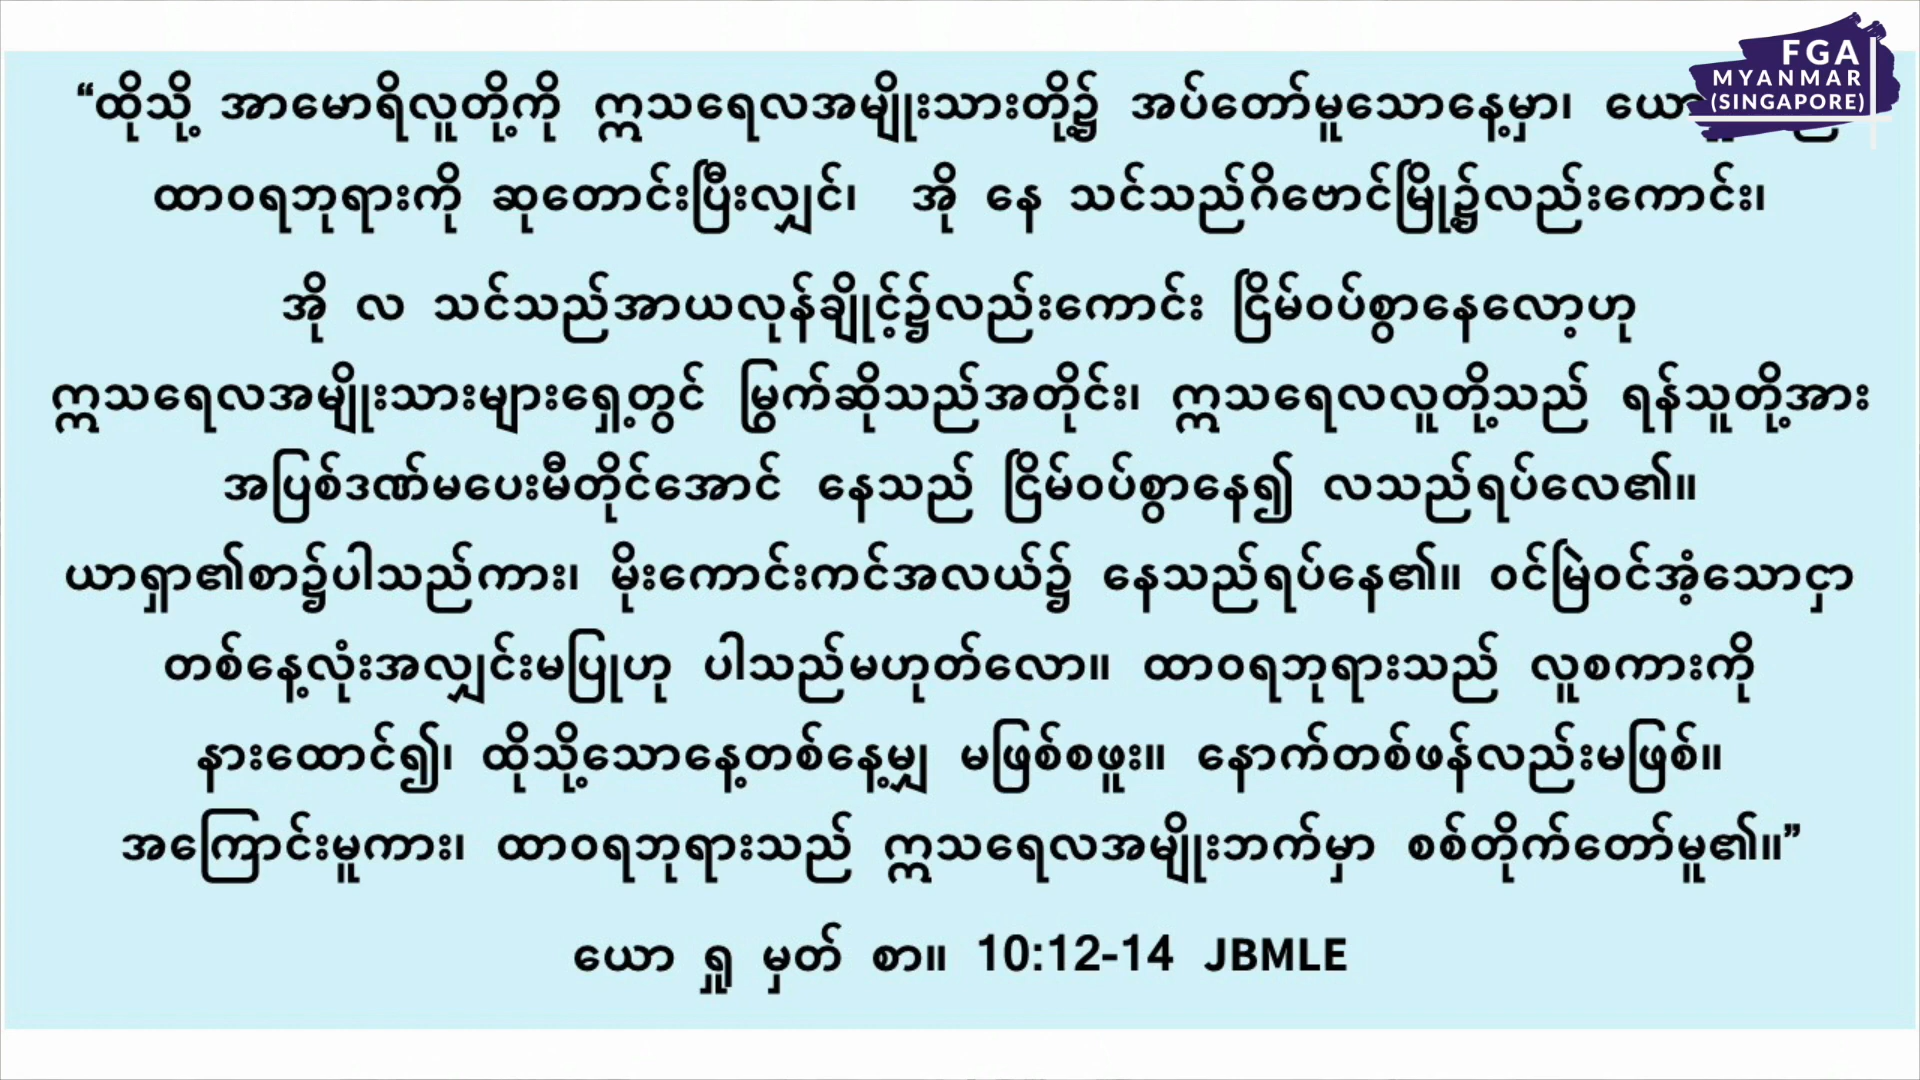 “ထိုသို့ အာမောရိလူတို့ကို ဣသရေလအမျိုးသားတို့၌ အပ်တော်မူသောနေ့မှာ၊
FGA
MYANMAR
(SINGAPORE)
ထာဝရဘုရားကို ဆုတောင်းပြီးလျှင်၊ အို နေ သင်သည်ဂိဗောင်မြို့၌လည်းကောင်း၊
အို လ သင်သည်အာယလုန်ချိုင့်၌လည်းကောင်း ငြိမ်ဝပ်စွာနေလော့ဟု
ဣသရေလအမျိုးသားများရှေ့တွင် မြွက်ဆိုသည်အတိုင်း၊ ဣသရေလလူတို့သည် ရန်သူတို့အား
အပြစ်ဒဏ်မပေးမီတိုင်အောင် နေသည် ငြိမ်ဝပ်စွာနေ၍ လသည်ရပ်လေ၏။
ယာရှာ၏စာ၌ပါသည်ကား၊ မိုးကောင်းကင်အလယ်၌ နေသည်ရပ်နေ၏။ ဝင်မြဲဝင်အံ့သောငှာ
တစ်နေ့လုံးအလျှင်းမပြုဟု ပါသည်မဟုတ်လော။ ထာဝရဘုရားသည် လူစကားကို
နားထောင်၍၊ ထိုသို့သောနေ့တစ်နေ့မျှ မဖြစ်စဖူး။ နောက်တစ်ဖန်လည်းမဖြစ်။
အကြောင်းမူကား၊ ထာဝရဘုရားသည် ဣသရေလအမျိုးဘက်မှာ စစ်တိုက်တော်မူ၏။”
ယော ရှု မှတ် စာ။ 10:12-14 JBMLE